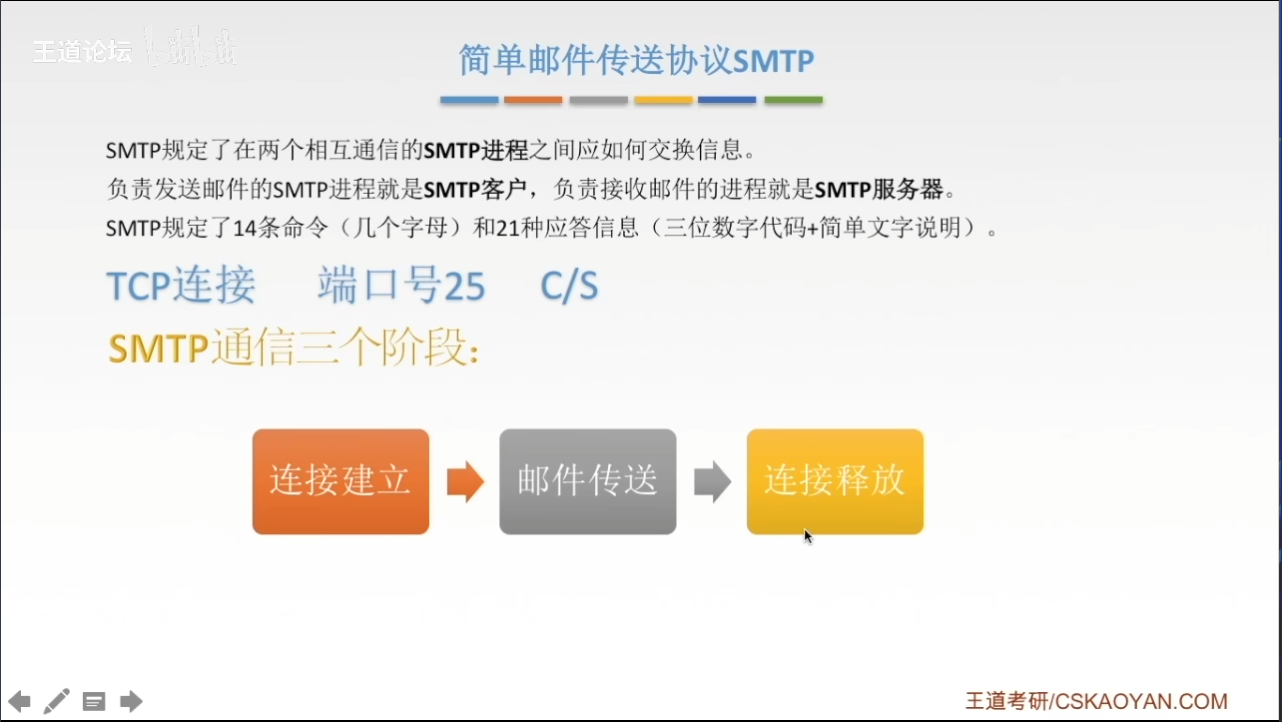 王道论坛 bilibili
简单邮件传送协议SMTP
SMTP规定了在两个相互通信的SMTP进程之间应如何交换信息。
负责发送邮件的SMTP进程就是SMTP客户，负责接收邮件的进程就是SMTP服务器。
SMTP规定了14条命令（几个字母）和21种应答信息（三位数字代码+简单文字说明）。
TCP连接 端口号25 C/S
SMTP通信三个阶段：
连接建立 邮件传送 连接释放
王道考研/CSKAOYAN.COM